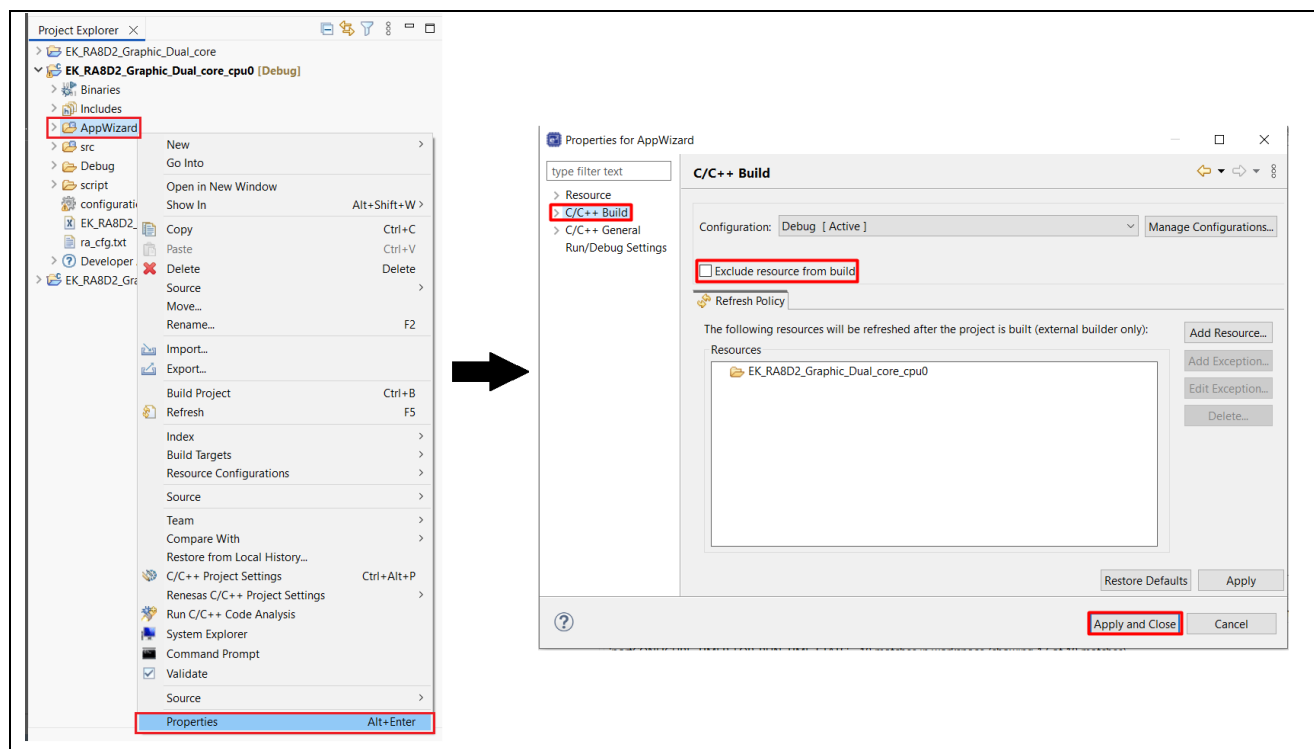 Project Explorer
EK_RA8D2_Graphic_Dual_core
EK_RA8D2_Graphic_Dual_core_cpu0 [Debug]
Binaries
Includes
AppWizard
src
Debug
script
configurati
EK_RA8D2_
ra_cfg.txt
Developer
EK_RA8D2_Gra
New
Go Into
Open in New Window
Show In Alt+Shift+W
Copy Ctrl+C
Paste Ctrl+V
Delete Delete
Source
Move...
Rename... F2
Import...
Export...
Build Project Ctrl+B
Refresh F5
Index
Build Targets
Resource Configurations
Source
Team
Compare With
Restore from Local History...
C/C++ Project Settings Ctrl+Alt+P
Renesas C/C++ Project Settings
Run C/C++ Code Analysis
System Explorer
Command Prompt
Validate
Source
Properties Alt+Enter
Properties for AppWizard
type filter text
Resource
C/C++ Build
C/C++ General
Run/Debug Settings
C/C++ Build
Configuration: Debug [ Active ] Manage Configurations...
Exclude resource from build
Refresh Policy
The following resources will be refreshed after the project is built (external builder only):
Resources
EK_RA8D2_Graphic_Dual_core_cpu0
Add Resource...
Add Exception...
Edit Exception...
Delete...
Restore Defaults Apply
Apply and Close Cancel